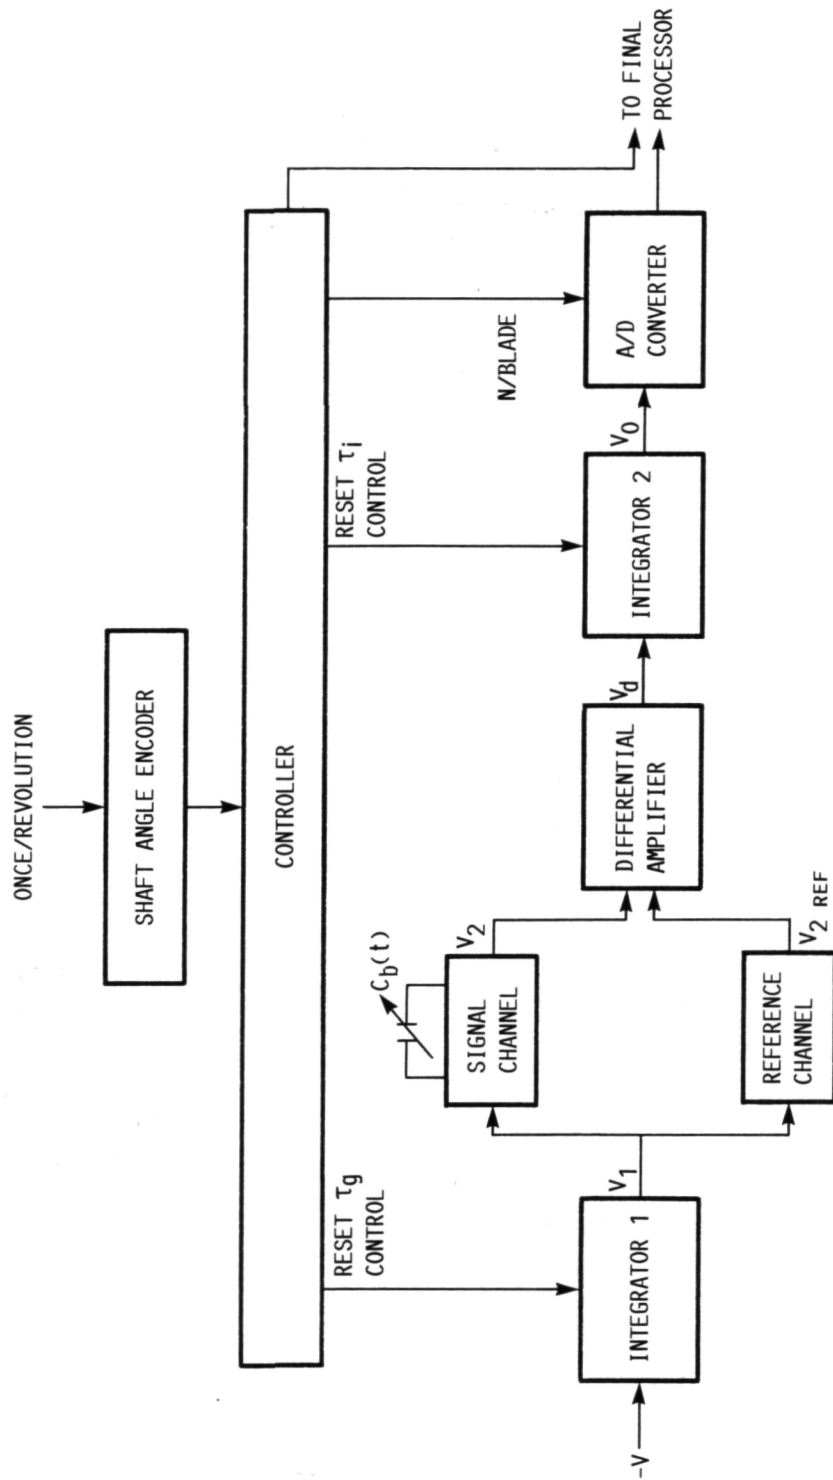 ONCE/REVOLUTION
SHAFT ANGLE ENCODER
CONTROLLER
RESET τg
CONTROL
RESET τi
CONTROL
N/BLADE
TO FINAL
PROCESSOR
-V
INTEGRATOR 1
V1
Cb(t)
SIGNAL
CHANNEL
V2
REFERENCE
CHANNEL
V2 REF
DIFFERENTIAL
AMPLIFIER
Vd
INTEGRATOR 2
VO
A/D
CONVERTER